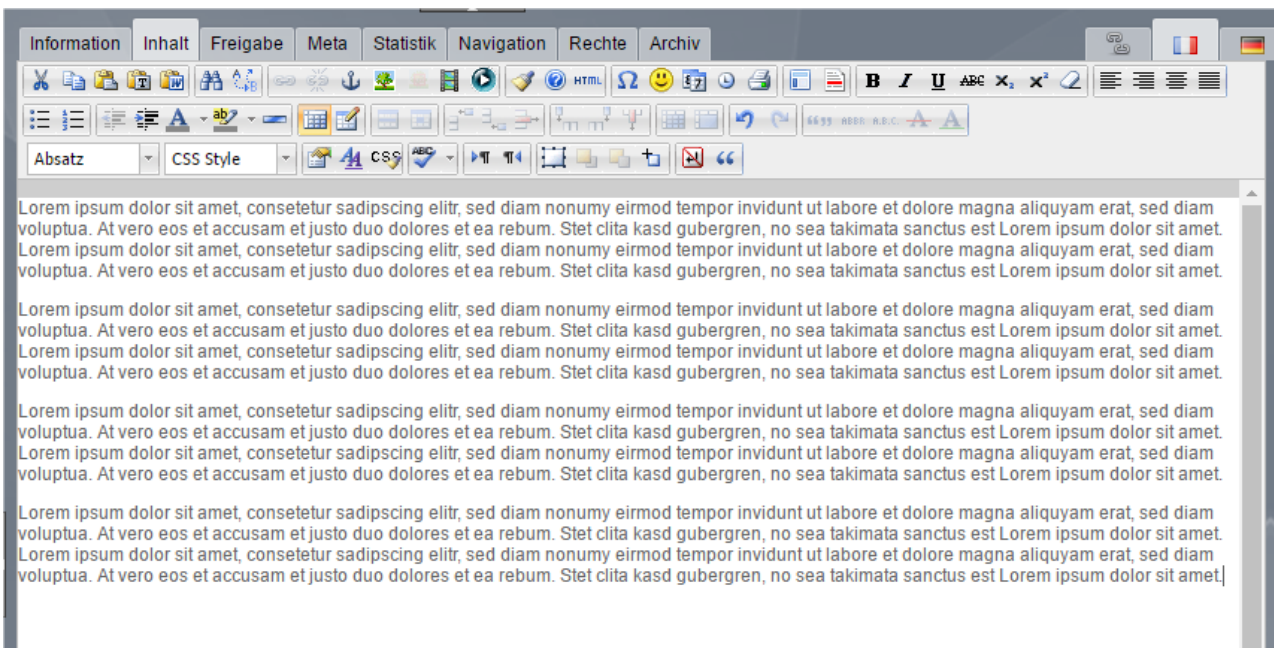 Information Inhalt Freigabe Meta Statistik Navigation Rechte Archiv
HTML Ω B I U ABC X₂ X²
A ab
Absatz CSS Style A CSS ABC
Lorem ipsum dolor sit amet, consetetur sadipscing elitr, sed diam nonumy eirmod tempor invidunt ut labore et dolore magna aliquyam erat, sed diam
voluptua. At vero eos et accusam et justo duo dolores et ea rebum. Stet clita kasd gubergren, no sea takimata sanctus est Lorem ipsum dolor sit amet.
Lorem ipsum dolor sit amet, consetetur sadipscing elitr, sed diam nonumy eirmod tempor invidunt ut labore et dolore magna aliquyam erat, sed diam
voluptua. At vero eos et accusam et justo duo dolores et ea rebum. Stet clita kasd gubergren, no sea takimata sanctus est Lorem ipsum dolor sit amet.
Lorem ipsum dolor sit amet, consetetur sadipscing elitr, sed diam nonumy eirmod tempor invidunt ut labore et dolore magna aliquyam erat, sed diam
voluptua. At vero eos et accusam et justo duo dolores et ea rebum. Stet clita kasd gubergren, no sea takimata sanctus est Lorem ipsum dolor sit amet.
Lorem ipsum dolor sit amet, consetetur sadipscing elitr, sed diam nonumy eirmod tempor invidunt ut labore et dolore magna aliquyam erat, sed diam
voluptua. At vero eos et accusam et justo duo dolores et ea rebum. Stet clita kasd gubergren, no sea takimata sanctus est Lorem ipsum dolor sit amet.
Lorem ipsum dolor sit amet, consetetur sadipscing elitr, sed diam nonumy eirmod tempor invidunt ut labore et dolore magna aliquyam erat, sed diam
voluptua. At vero eos et accusam et justo duo dolores et ea rebum. Stet clita kasd gubergren, no sea takimata sanctus est Lorem ipsum dolor sit amet.
Lorem ipsum dolor sit amet, consetetur sadipscing elitr, sed diam nonumy eirmod tempor invidunt ut labore et dolore magna aliquyam erat, sed diam
voluptua. At vero eos et accusam et justo duo dolores et ea rebum. Stet clita kasd gubergren, no sea takimata sanctus est Lorem ipsum dolor sit amet.
Lorem ipsum dolor sit amet, consetetur sadipscing elitr, sed diam nonumy eirmod tempor invidunt ut labore et dolore magna aliquyam erat, sed diam
voluptua. At vero eos et accusam et justo duo dolores et ea rebum. Stet clita kasd gubergren, no sea takimata sanctus est Lorem ipsum dolor sit amet.
Lorem ipsum dolor sit amet, consetetur sadipscing elitr, sed diam nonumy eirmod tempor invidunt ut labore et dolore magna aliquyam erat, sed diam
voluptua. At vero eos et accusam et justo duo dolores et ea rebum. Stet clita kasd gubergren, no sea takimata sanctus est Lorem ipsum dolor sit amet.